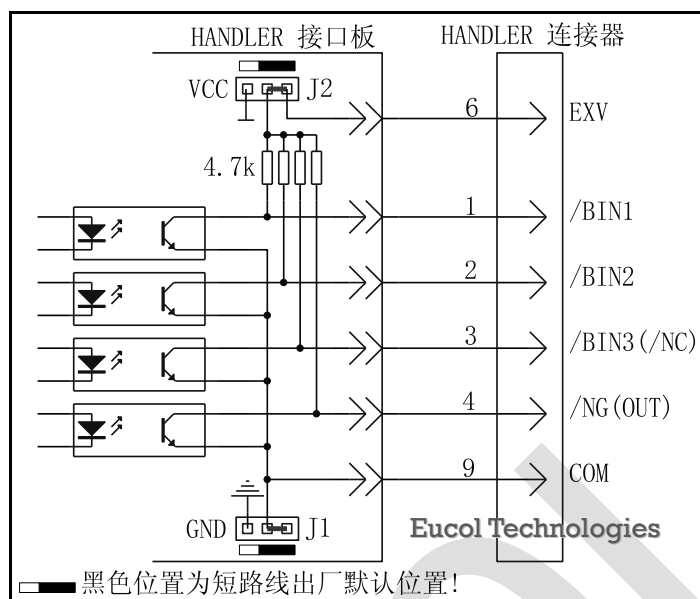 HANDLER 接口板
HANDLER 连接器
VCC
J2
6
EXV
4.7k
1
/BIN1
2
/BIN2
3
/BIN3(/NC)
4
/NG(OUT)
9
COM
GND
J1
Eucol Technologies
黑色位置为短路线出厂默认位置!